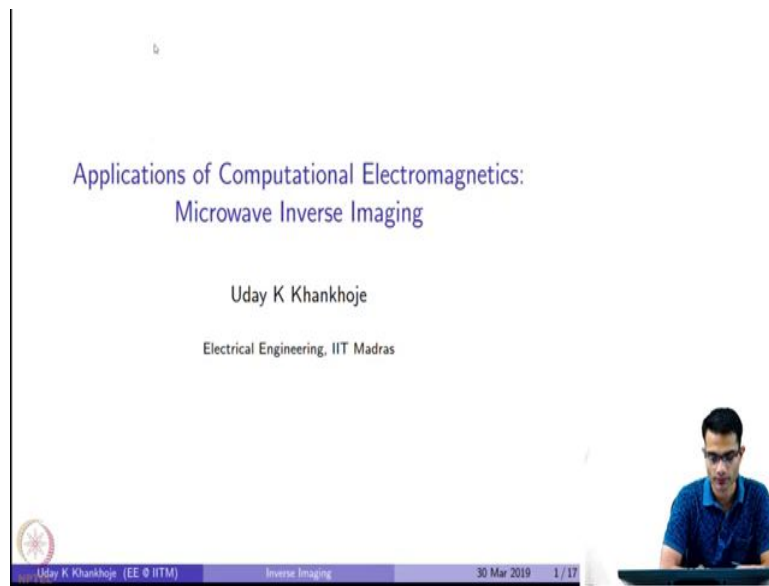 Applications of Computational Electromagnetics:
Microwave Inverse Imaging
Uday K Khankhoje
Electrical Engineering, IIT Madras
NPTEL
Uday K Khankhoje (EE @ IITM) Inverse Imaging 30 Mar 2019 1 / 17